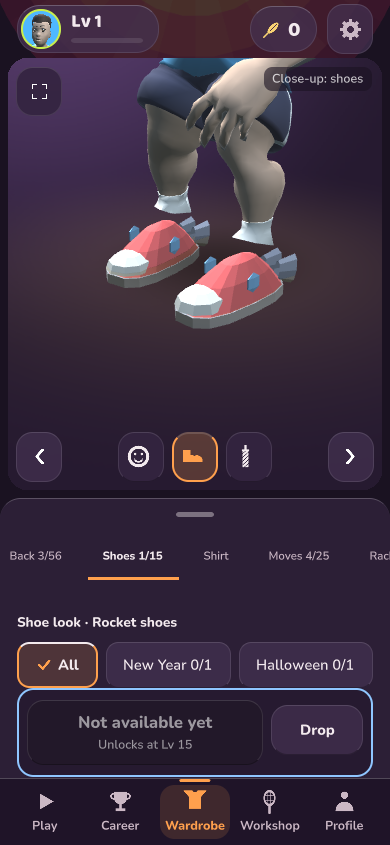 Lv 1
0
Close-up: shoes
Back 3/56
Shoes 1/15
Shirt
Moves 4/25
Shoe look · Rocket shoes
All
New Year 0/1
Halloween 0/1
Not available yet
Unlocks at Lv 15
Drop
Play
Career
Wardrobe
Workshop
Profile